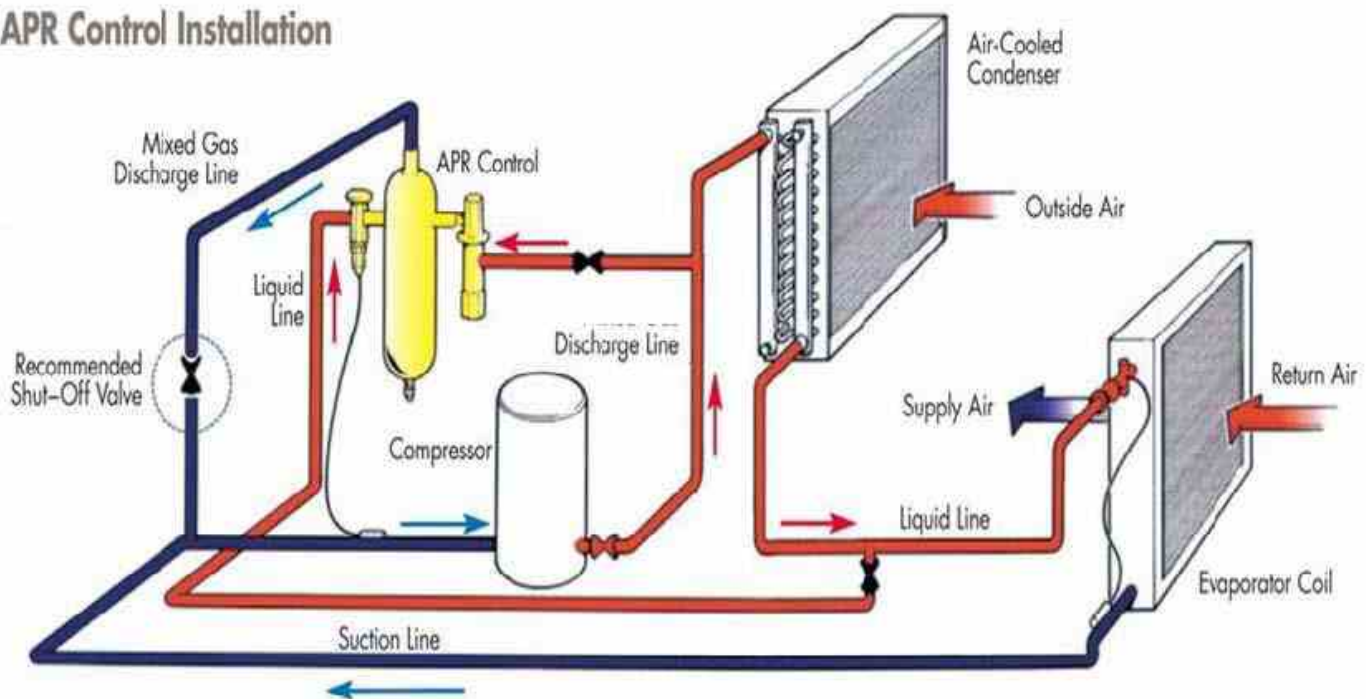 APR Control Installation
Air-Cooled
Condenser
Mixed Gas
Discharge Line
APR Control
Outside Air
Liquid
Line
Discharge Line
Recommended
Shut–Off Valve
Supply Air
Return Air
Compressor
Liquid Line
Evaporator Coil
Suction Line